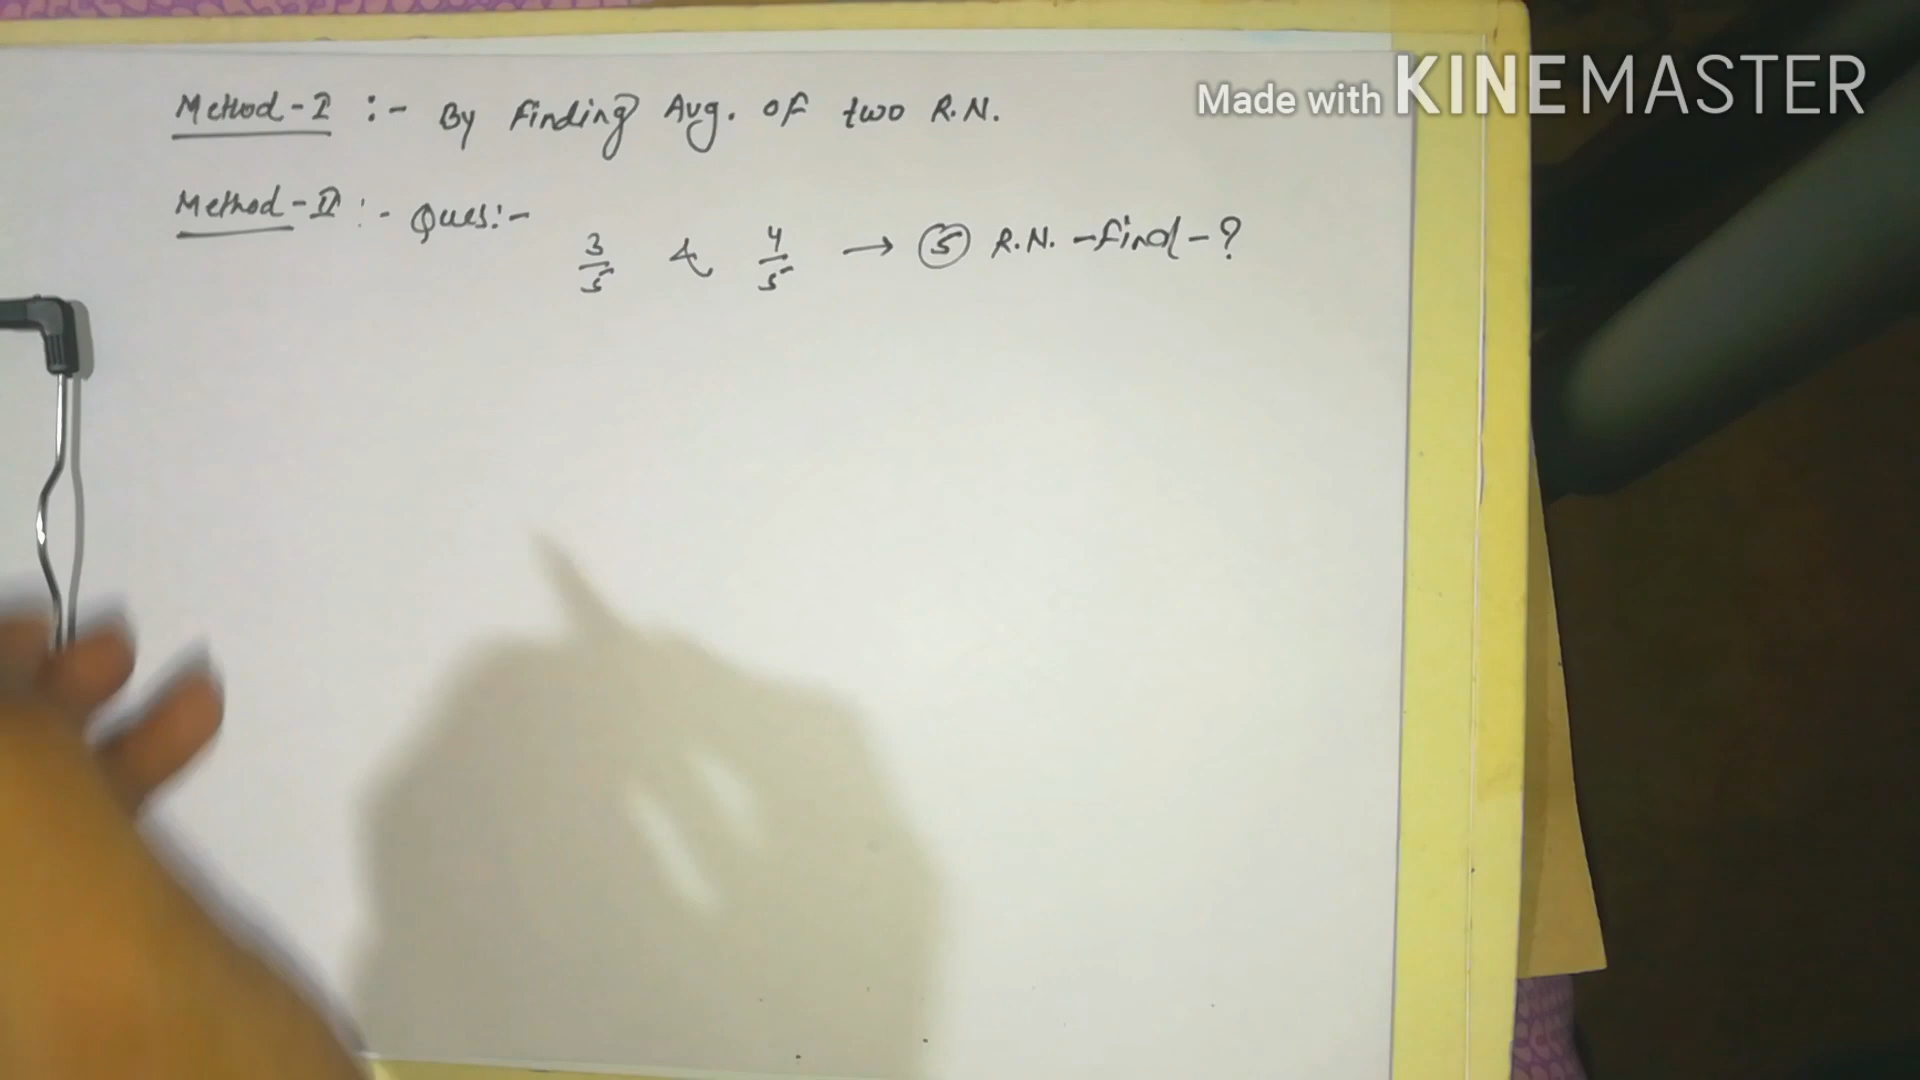 Made with KINEMASTER
Method-I :- By Finding Avg. of two R.N.
Method-II :- Ques:-
3/5 & 4/5 → 5 R.N. -find-?